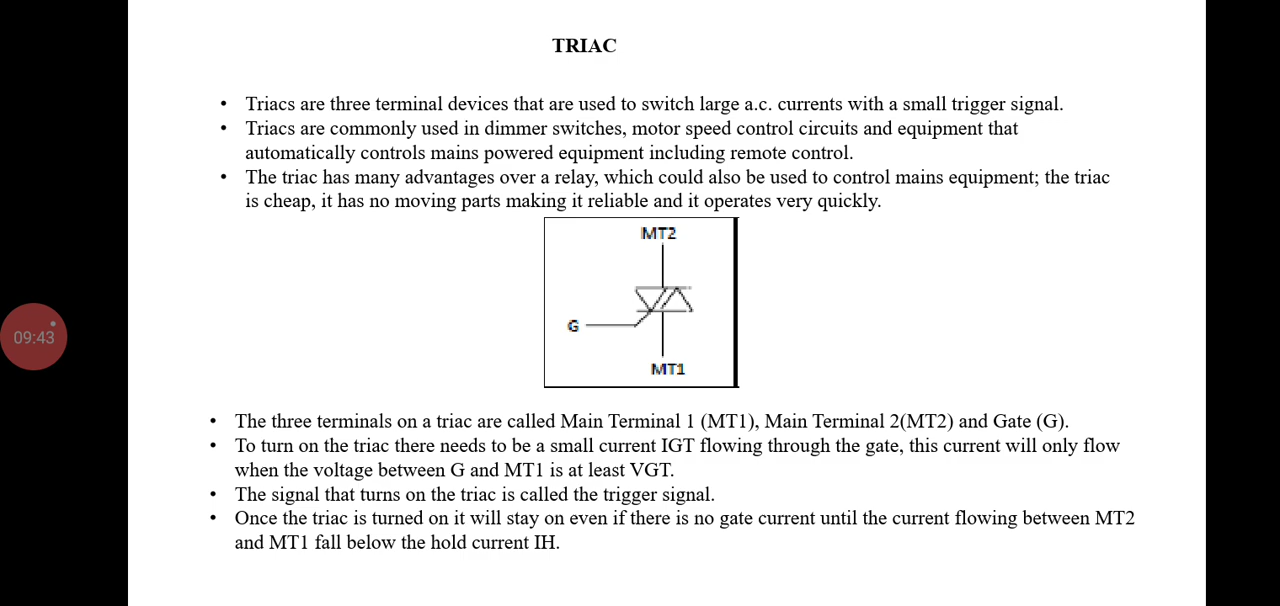 TRIAC
• Triacs are three terminal devices that are used to switch large a.c. currents with a small trigger signal.
• Triacs are commonly used in dimmer switches, motor speed control circuits and equipment that
automatically controls mains powered equipment including remote control.
• The triac has many advantages over a relay, which could also be used to control mains equipment; the triac
is cheap, it has no moving parts making it reliable and it operates very quickly.
MT2
G
09:43
MT1
• The three terminals on a triac are called Main Terminal 1 (MT1), Main Terminal 2(MT2) and Gate (G).
• To turn on the triac there needs to be a small current IGT flowing through the gate, this current will only flow
when the voltage between G and MT1 is at least VGT.
• The signal that turns on the triac is called the trigger signal.
• Once the triac is turned on it will stay on even if there is no gate current until the current flowing between MT2
and MT1 fall below the hold current IH.